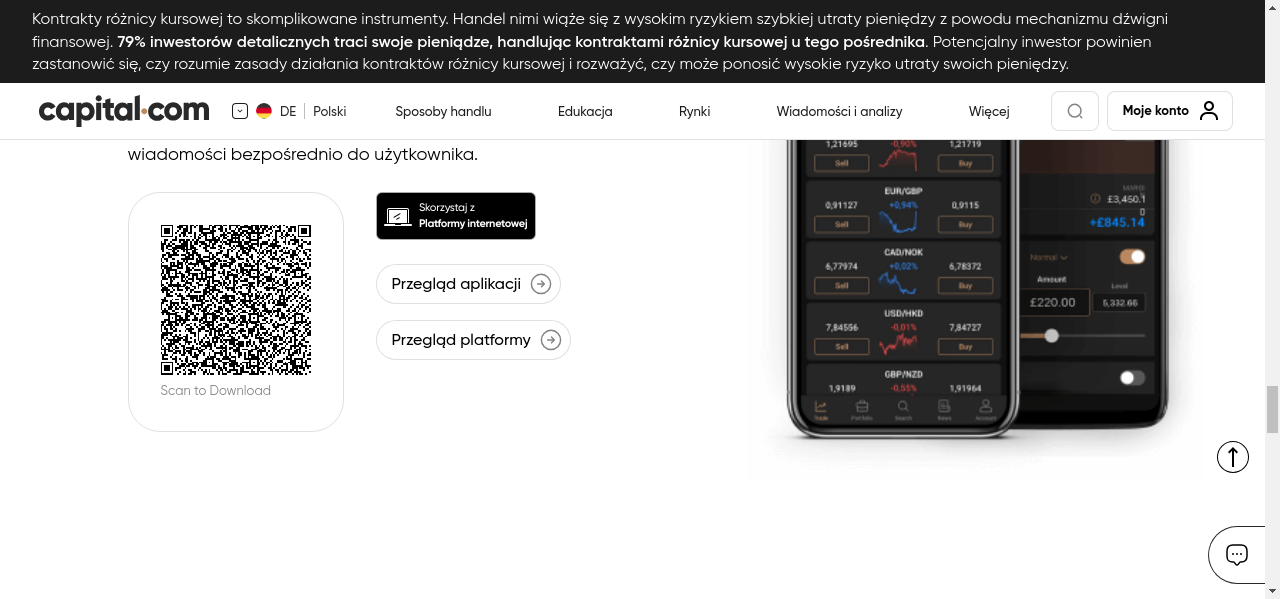 Kontrakty różnicy kursowej to skomplikowane instrumenty. Handel nimi wiąże się z wysokim ryzykiem szybkiej utraty pieniędzy z powodu mechanizmu dźwigni
finansowej. 79% inwestorów detalicznych traci swoje pieniądze, handlując kontraktami różnicy kursowej u tego pośrednika. Potencjalny inwestor powinien
zastanowić się, czy rozumie zasady działania kontraktów różnicy kursowej i rozważyć, czy może ponosić wysokie ryzyko utraty swoich pieniędzy.
capital.com DE Polski Sposoby handlu Edukacja Rynki Wiadomości i analizy Więcej Moje konto
wiadomości bezpośrednio do użytkownika.
Skorzystaj z
Platformy internetowej
Przegląd aplikacji
Przegląd platformy
Scan to Download
1,21695 -0,90% 1,21719
Sell Buy
EUR/GBP
0,91127 +0,94% 0,9115
Sell Buy
CAD/NOK
6,77974 +0,02% 6,78372
Sell Buy
USD/HKD
7,84556 -0,01% 7,84727
Sell Buy
GBP/NZD
1,9189 -0,55% 1,91964
Trade Portfolio Search News Account
+£845.14
Normal
Amount Level
£220.00 5,332.66